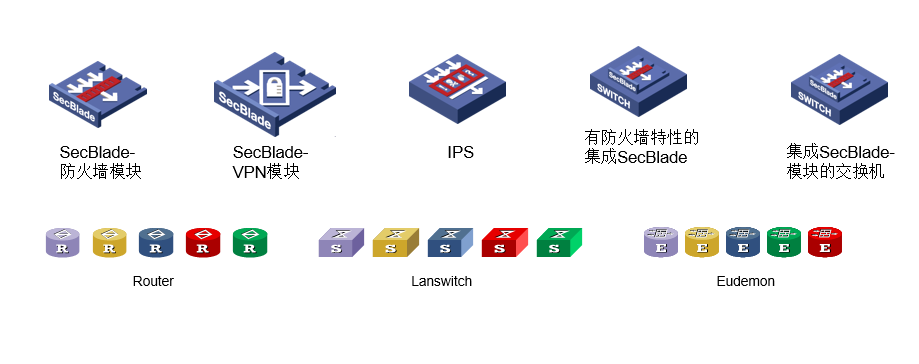 SecBlade
SecBlade
SecBlade
SWITCH
SecBlade
SWITCH
SecBlade-
防火墙模块
SecBlade-
VPN模块
IPS
有防火墙特性的
集成SecBlade
集成SecBlade-
模块的交换机
R R R R R
S S S S S
E E E E E
Router
Lanswitch
Eudemon